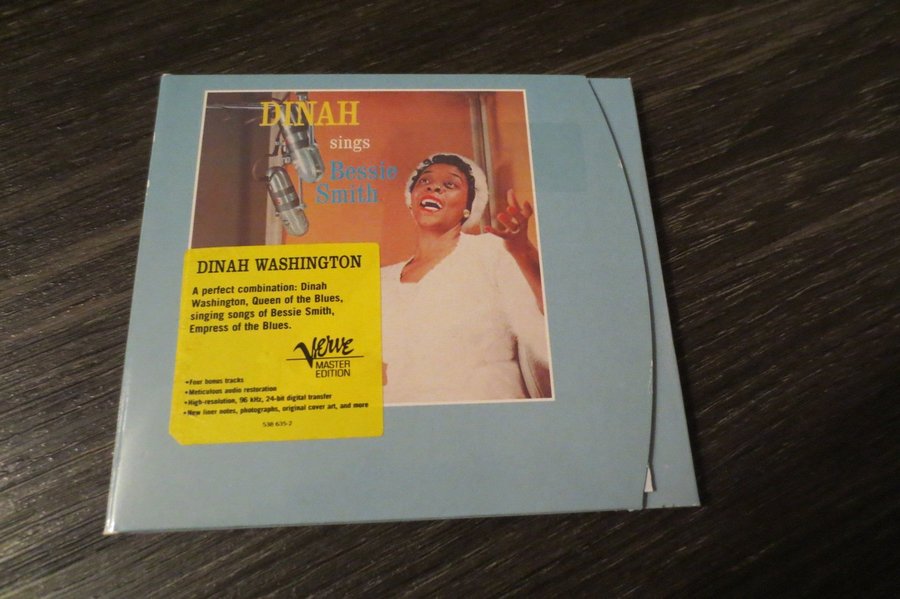 DINAH
sings
Bessie
Smith
DINAH WASHINGTON
A perfect combination: Dinah
Washington, Queen of the Blues,
singing songs of Bessie Smith,
Empress of the Blues.
Verve
MASTER
EDITION
•Four bonus tracks
•Meticulous audio restoration
•High-resolution, 96 kHz, 24-bit digital transfer
•New liner notes, photographs, original cover art, and more
538 635-2